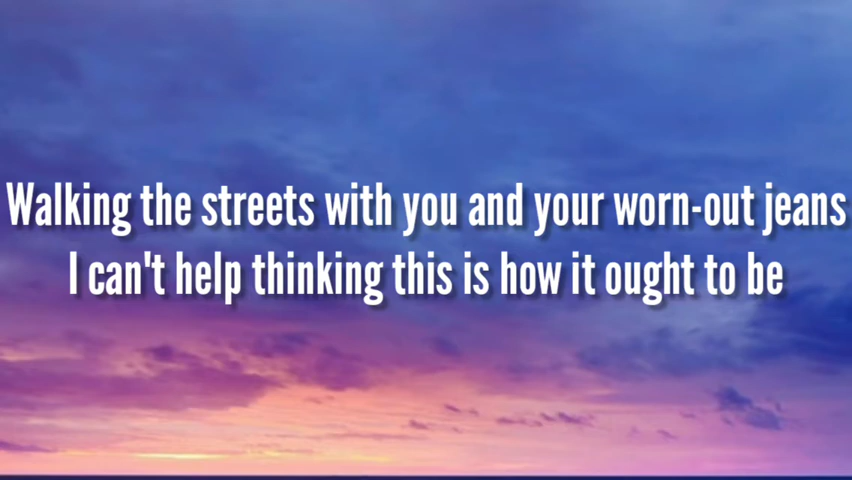 Walking the streets with you and your worn-out jeans
I can't help thinking this is how it ought to be